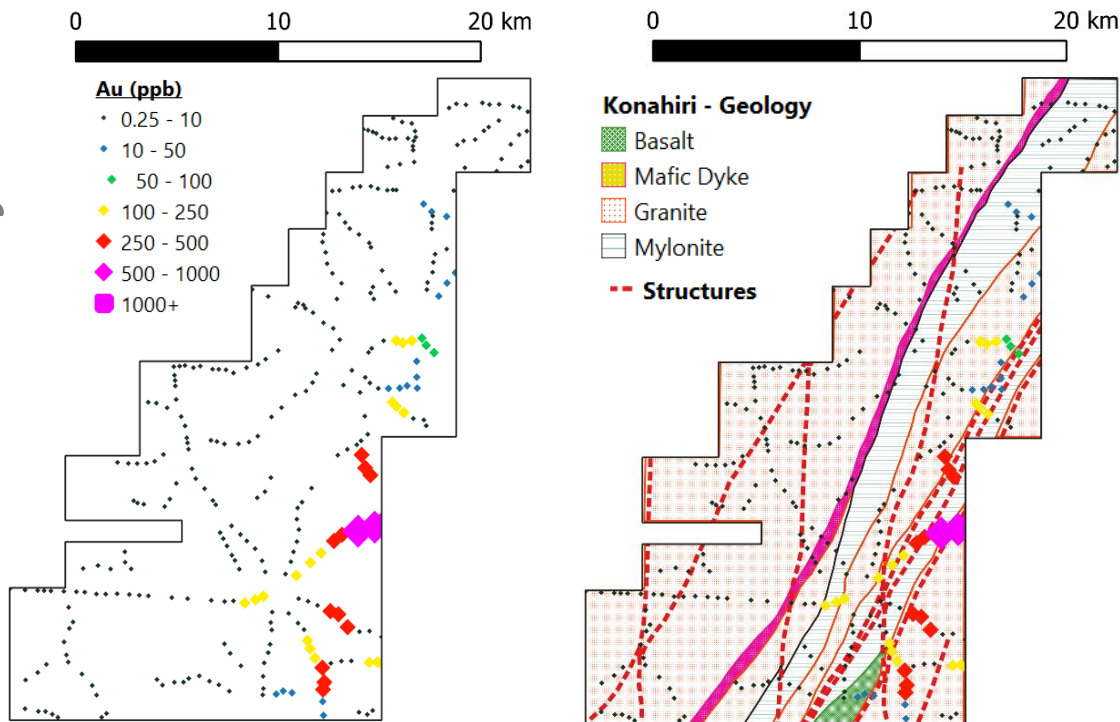 0 10 20 km
Au (ppb)
0.25 - 10
10 - 50
50 - 100
100 - 250
250 - 500
500 - 1000
1000+
0 10 20 km
Konahiri - Geology
Basalt
Mafic Dyke
Granite
Mylonite
Structures